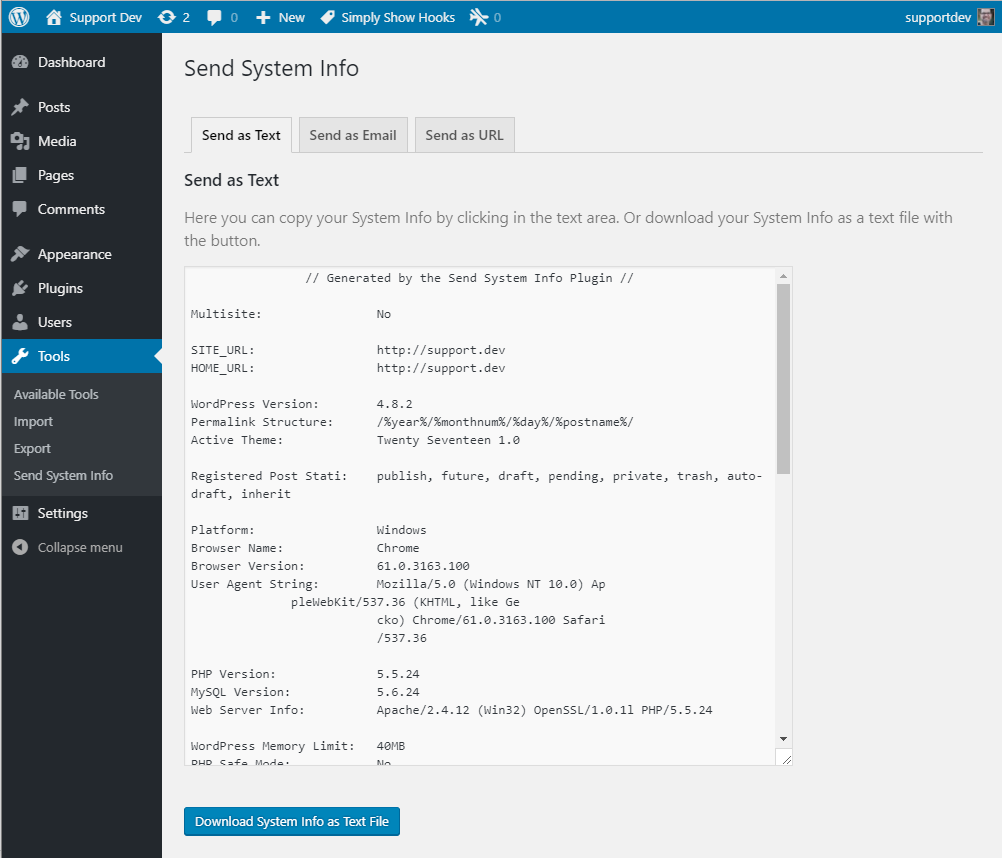 Support Dev 2 0 New Simply Show Hooks 0 supportdev
Dashboard
Posts
Media
Pages
Comments
Appearance
Plugins
Users
Tools
Available Tools
Import
Export
Send System Info
Settings
Collapse menu
Send System Info
Send as Text Send as Email Send as URL
Send as Text
Here you can copy your System Info by clicking in the text area. Or download your System Info as a text file with
the button.
// Generated by the Send System Info Plugin //
Multisite: No
SITE_URL: http://support.dev
HOME_URL: http://support.dev
WordPress Version: 4.8.2
Permalink Structure: /%year%/%monthnum%/%day%/%postname%/
Active Theme: Twenty Seventeen 1.0
Registered Post Stati: publish, future, draft, pending, private, trash, auto-
draft, inherit
Platform: Windows
Browser Name: Chrome
Browser Version: 61.0.3163.100
User Agent String: Mozilla/5.0 (Windows NT 10.0) Ap
pleWebKit/537.36 (KHTML, like Ge
cko) Chrome/61.0.3163.100 Safari
/537.36
PHP Version: 5.5.24
MySQL Version: 5.6.24
Web Server Info: Apache/2.4.12 (Win32) OpenSSL/1.0.1l PHP/5.5.24
WordPress Memory Limit: 40MB
PHP Safe Mode: No
Download System Info as Text File